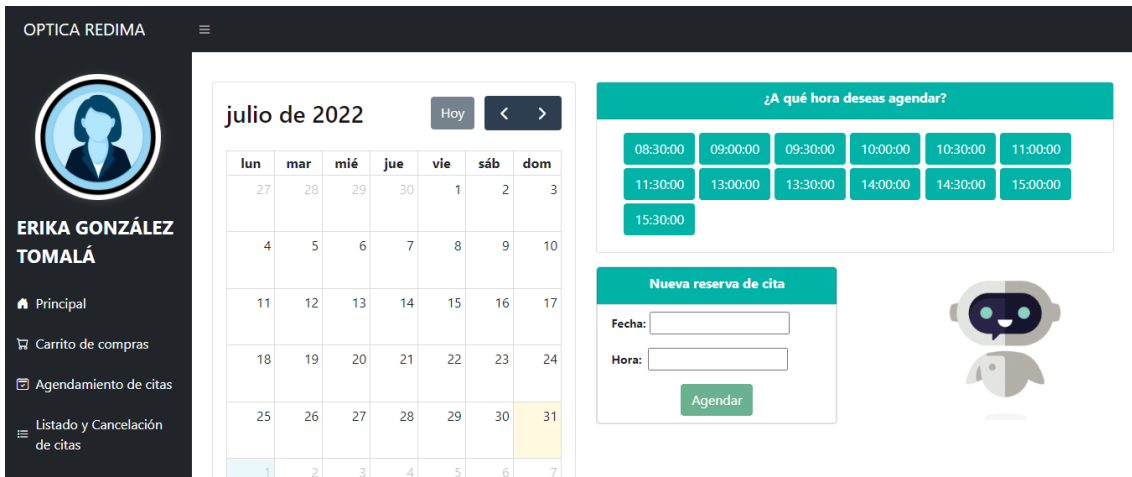 OPTICA REDIMA
ERIKA GONZÁLEZ
TOMALÁ
Principal
Carrito de compras
Agendamiento de citas
Listado y Cancelación
de citas
julio de 2022
Hoy
lun mar mié jue vie sáb dom
27 28 29 30 1 2 3
4 5 6 7 8 9 10
11 12 13 14 15 16 17
18 19 20 21 22 23 24
25 26 27 28 29 30 31
1 2 3 4 5 6 7
¿A qué hora deseas agendar?
08:30:00 09:00:00 09:30:00 10:00:00 10:30:00 11:00:00
11:30:00 13:00:00 13:30:00 14:00:00 14:30:00 15:00:00
15:30:00
Nueva reserva de cita
Fecha:
Hora:
Agendar